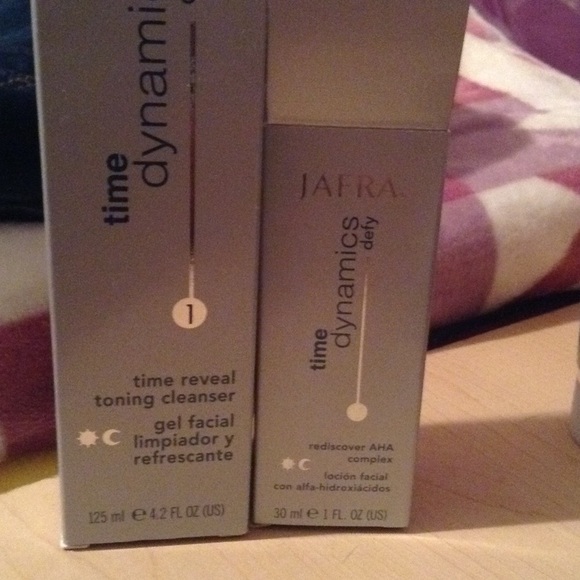 time
dynamics
1
time reveal
toning cleanser
gel facial
limpiador y
refrescante
125 ml e 4.2 FL OZ (US)
JAFRA
time
dynamics
defy
rediscover AHA
complex
loción facial
con alfa-hidroxiácidos
30 ml e 1 FL. OZ (US)